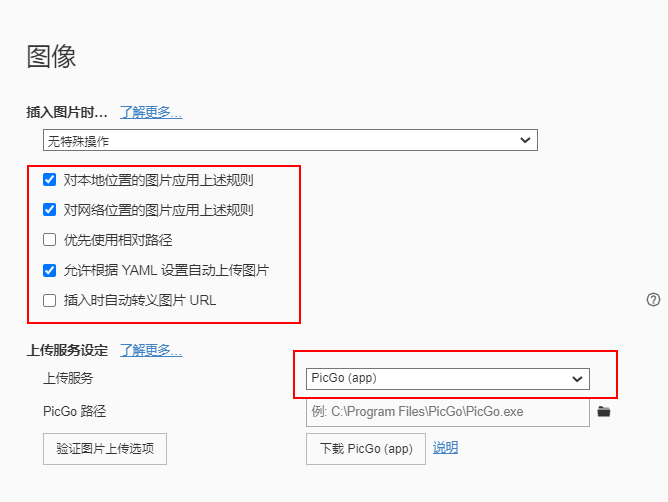 图像
插入图片时... 了解更多...
无特殊操作
对本地位置的图片应用上述规则
对网络位置的图片应用上述规则
优先使用相对路径
允许根据 YAML 设置自动上传图片
插入时自动转义图片 URL
上传服务设定 了解更多...
上传服务 PicGo (app)
PicGo 路径 例: C:\Program Files\PicGo\PicGo.exe
验证图片上传选项 下载 PicGo (app) 说明